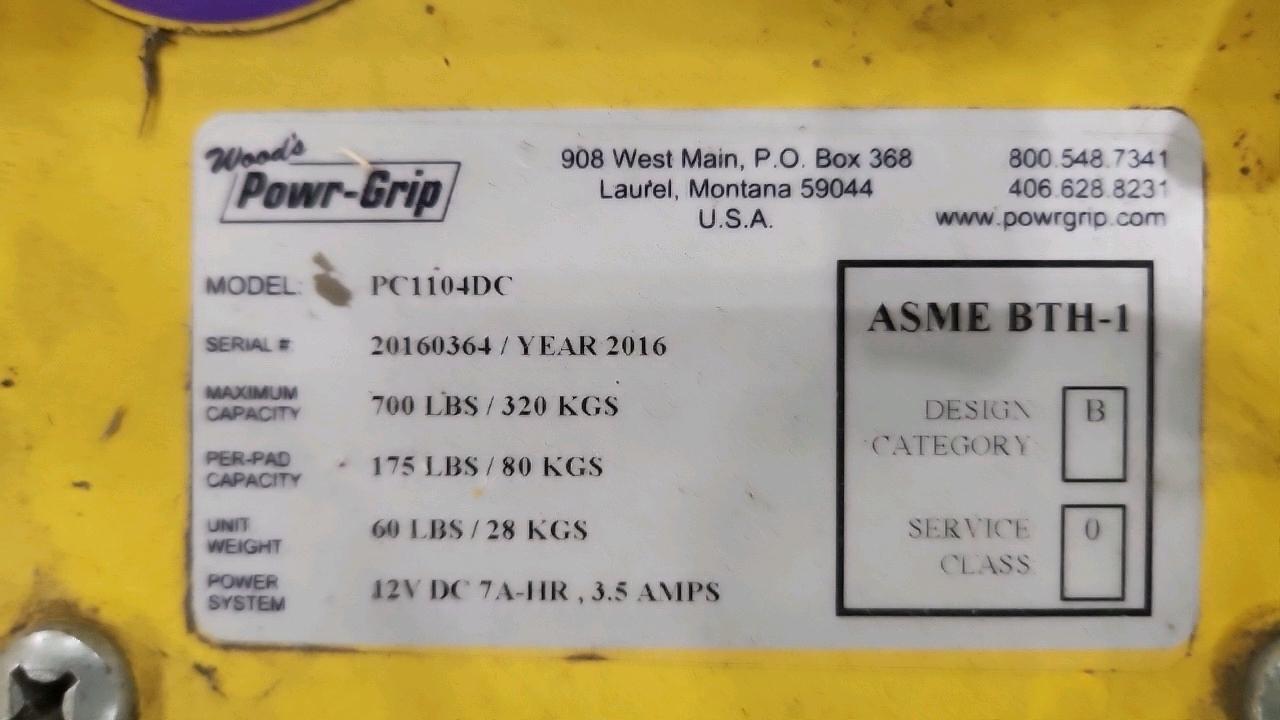 Wood's
Powr-Grip
908 West Main, P.O. Box 368
Laurel, Montana 59044
U.S.A.
800.548.7341
406.628.8231
www.powrgrip.com
MODEL: PC1104DC
SERIAL # 20160364 / YEAR 2016
MAXIMUM
CAPACITY 700 LBS / 320 KGS
PER-PAD
CAPACITY 175 LBS / 80 KGS
UNIT
WEIGHT 60 LBS / 28 KGS
POWER
SYSTEM 12V DC 7A-HR , 3.5 AMPS
ASME BTH-1
DESIGN
CATEGORY B
SERVICE
CLASS 0